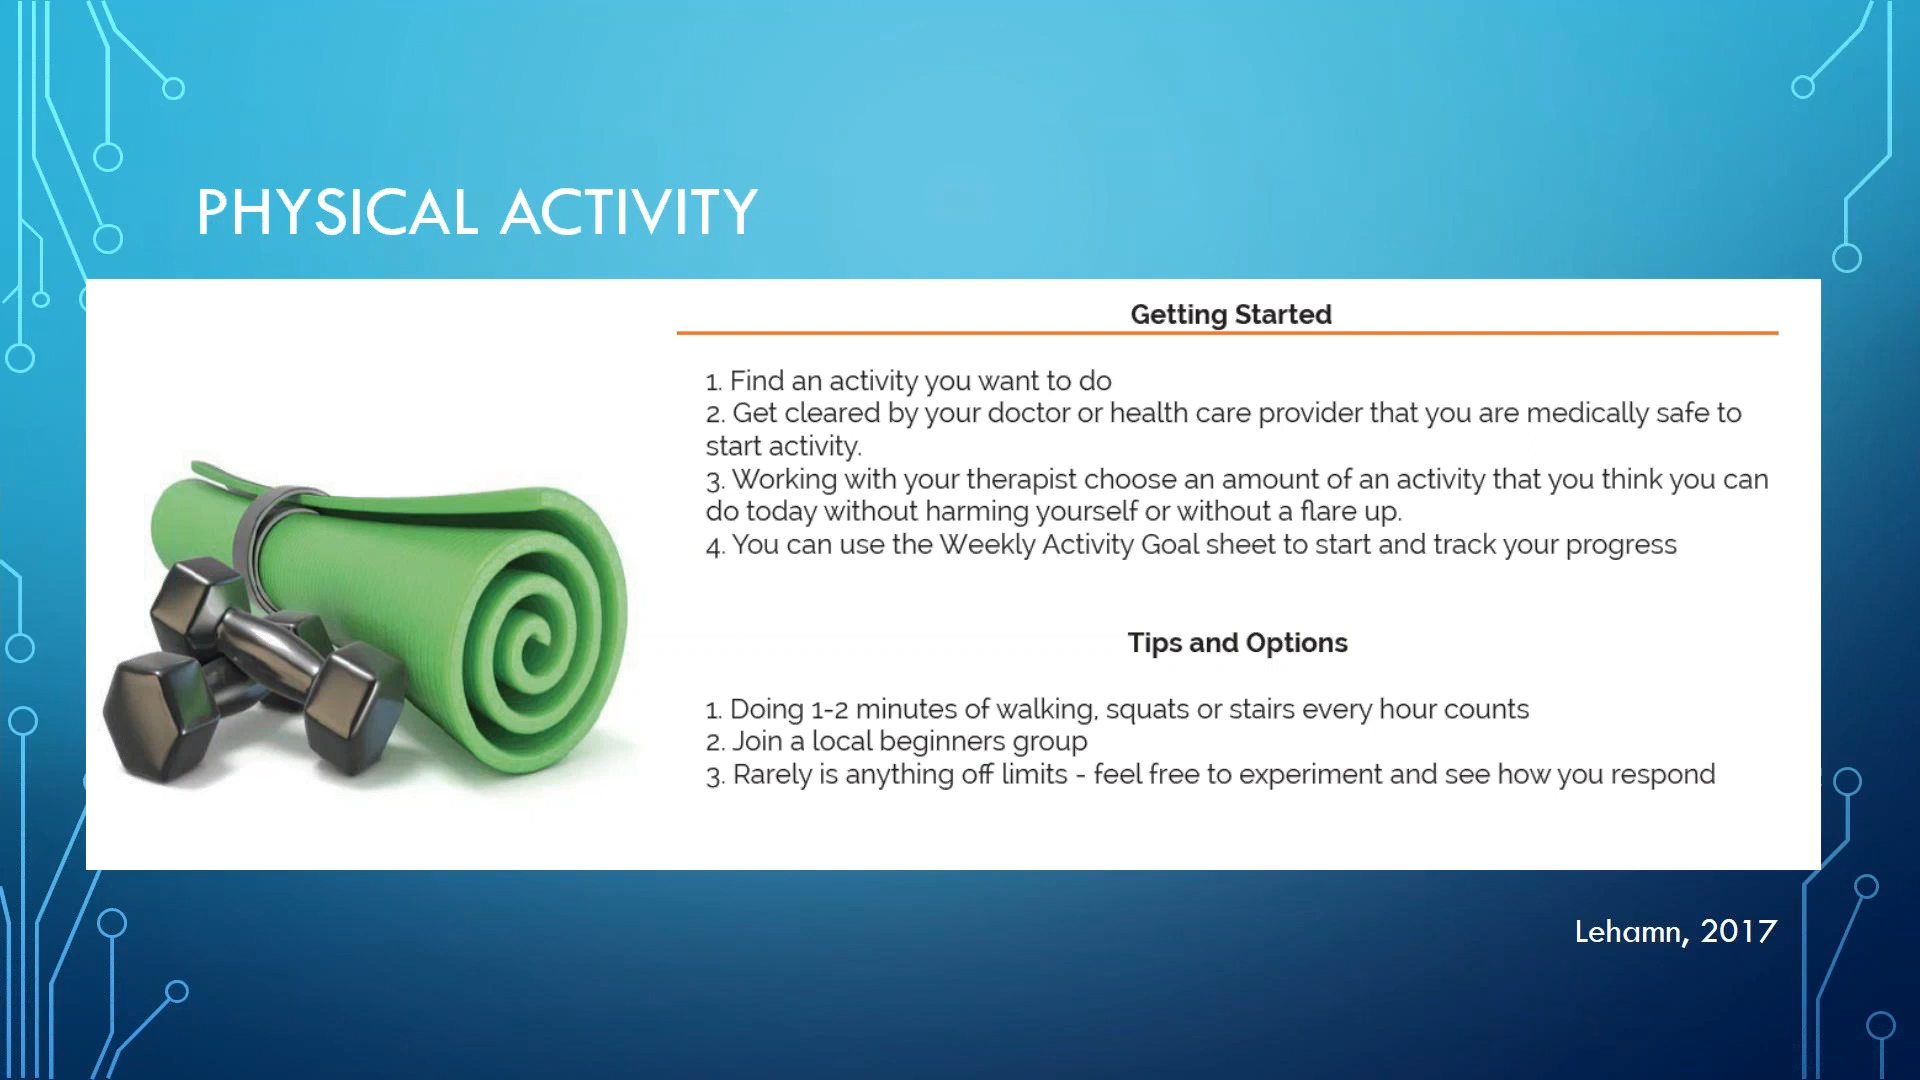 PHYSICAL ACTIVITY
Getting Started
1. Find an activity you want to do
2. Get cleared by your doctor or health care provider that you are medically safe to
start activity.
3. Working with your therapist choose an amount of an activity that you think you can
do today without harming yourself or without a flare up.
4. You can use the Weekly Activity Goal sheet to start and track your progress
Tips and Options
1. Doing 1-2 minutes of walking, squats or stairs every hour counts
2. Join a local beginners group
3. Rarely is anything off limits - feel free to experiment and see how you respond
Lehamn, 2017